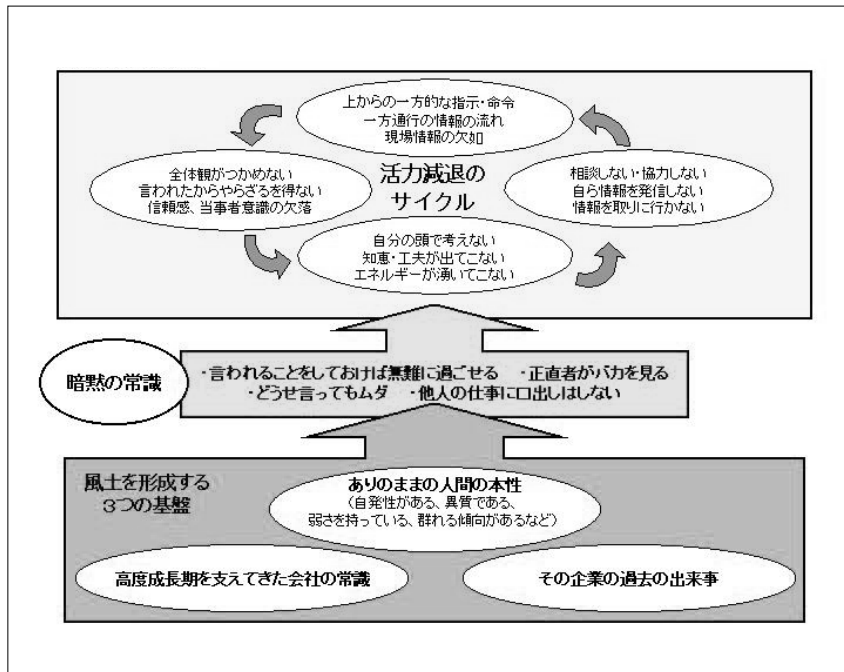 上からの一方的な指示・命令
一方通行の情報の流れ
現場情報の欠如
全体観がつかめない
言われたからやらざるを得ない
信頼感、当事者意識の欠落
活力減退の
サイクル
相談しない・協力しない
自ら情報を発信しない
情報を取りに行かない
自分の頭で考えない
知恵・工夫が出てこない
エネルギーが湧いてこない
暗黙の常識
・言われることをしておけば無難に過ごせる ・正直者がバカを見る
・どうせ言ってもムダ ・他人の仕事に口出しはしない
風土を形成する
3つの基盤
ありのままの人間の本性
(自発性がある、異質である、
弱さを持っている、群れる傾向があるなど)
高度成長期を支えてきた会社の常識
その企業の過去の出来事